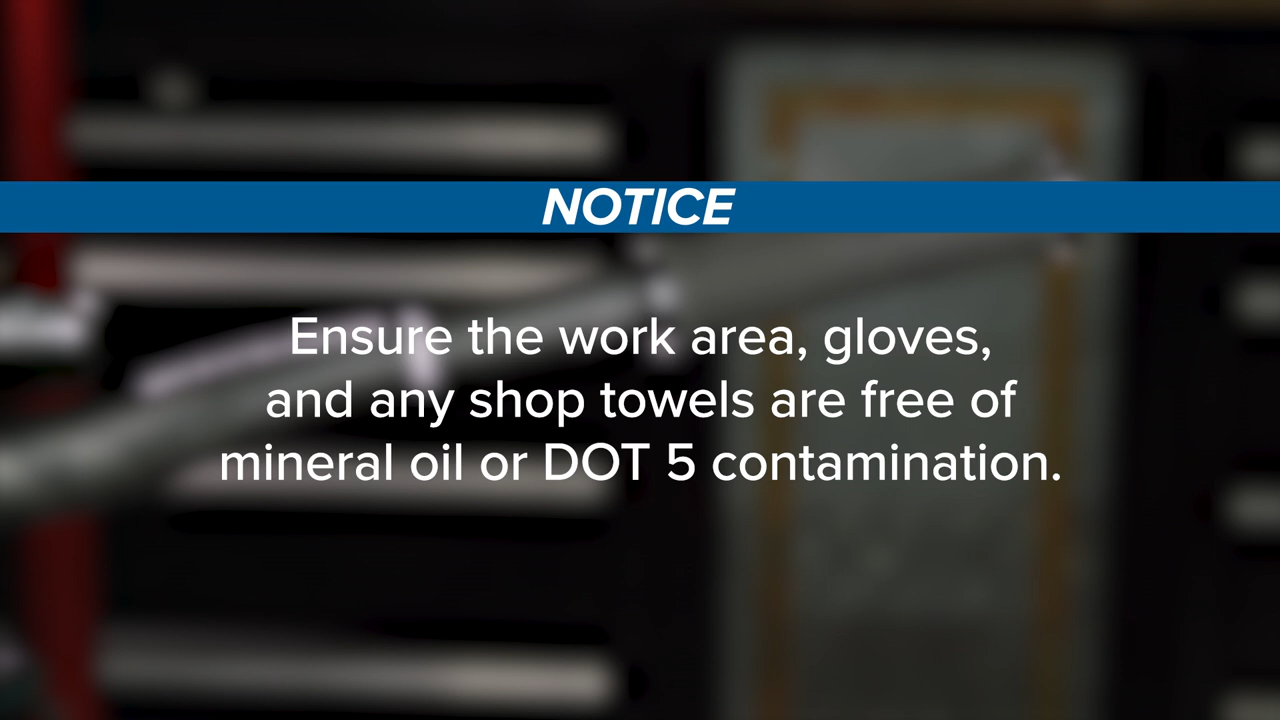 NOTICE
Ensure the work area, gloves,
and any shop towels are free of
mineral oil or DOT 5 contamination.